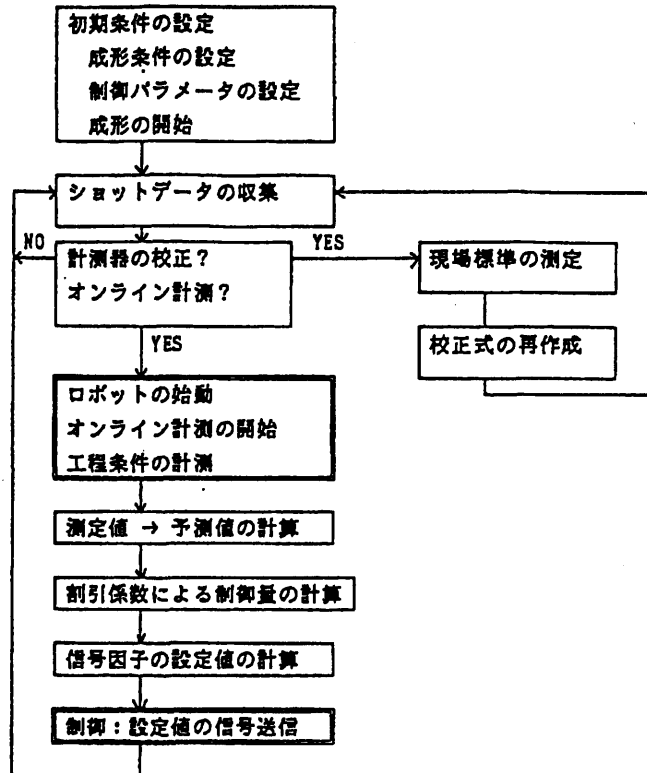 初期条件の設定
成形条件の設定
制御パラメータの設定
成形の開始
ショットデータの収集
NO
計測器の校正？
オンライン計測？
YES
現場標準の測定
校正式の再作成
YES
ロボットの始動
オンライン計測の開始
工程条件の計測
測定値 → 予測値の計算
割引係数による制御量の計算
信号因子の設定値の計算
制御：設定値の信号送信